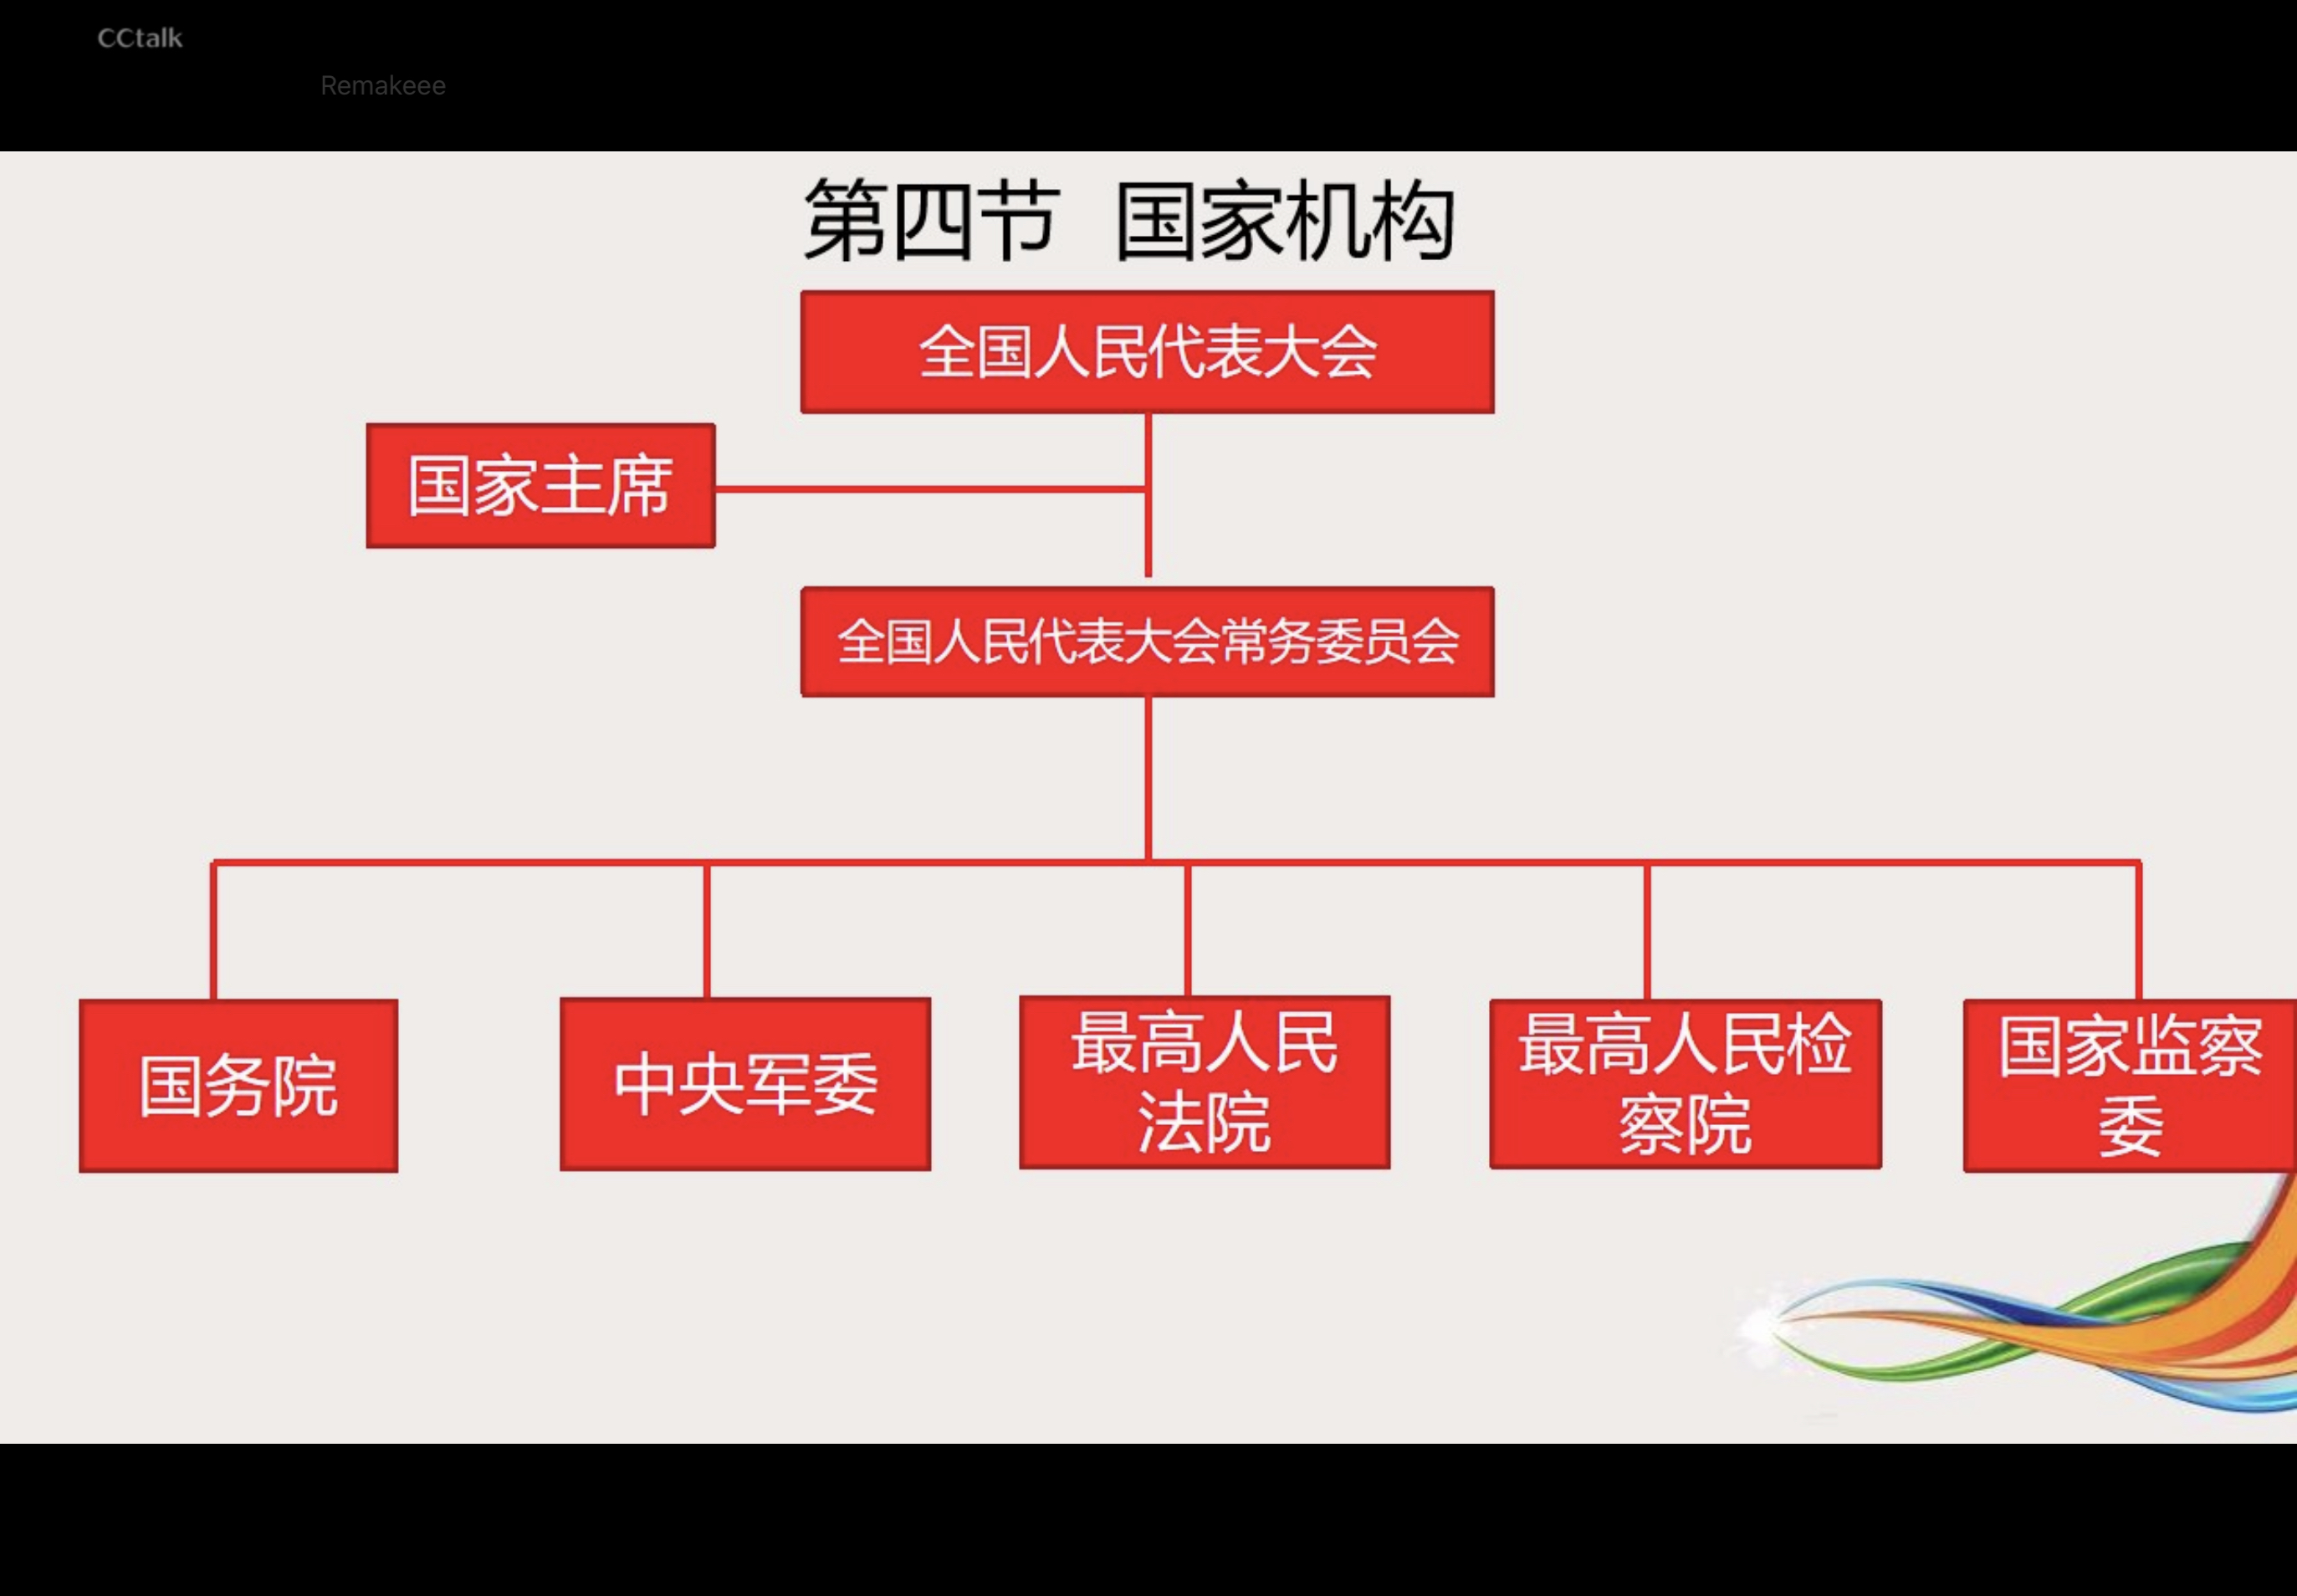 CCtalk
Remakeee
第四节 国家机构
全国人民代表大会
国家主席
全国人民代表大会常务委员会
国务院
中央军委
最高人民
法院
最高人民检
察院
国家监察
委